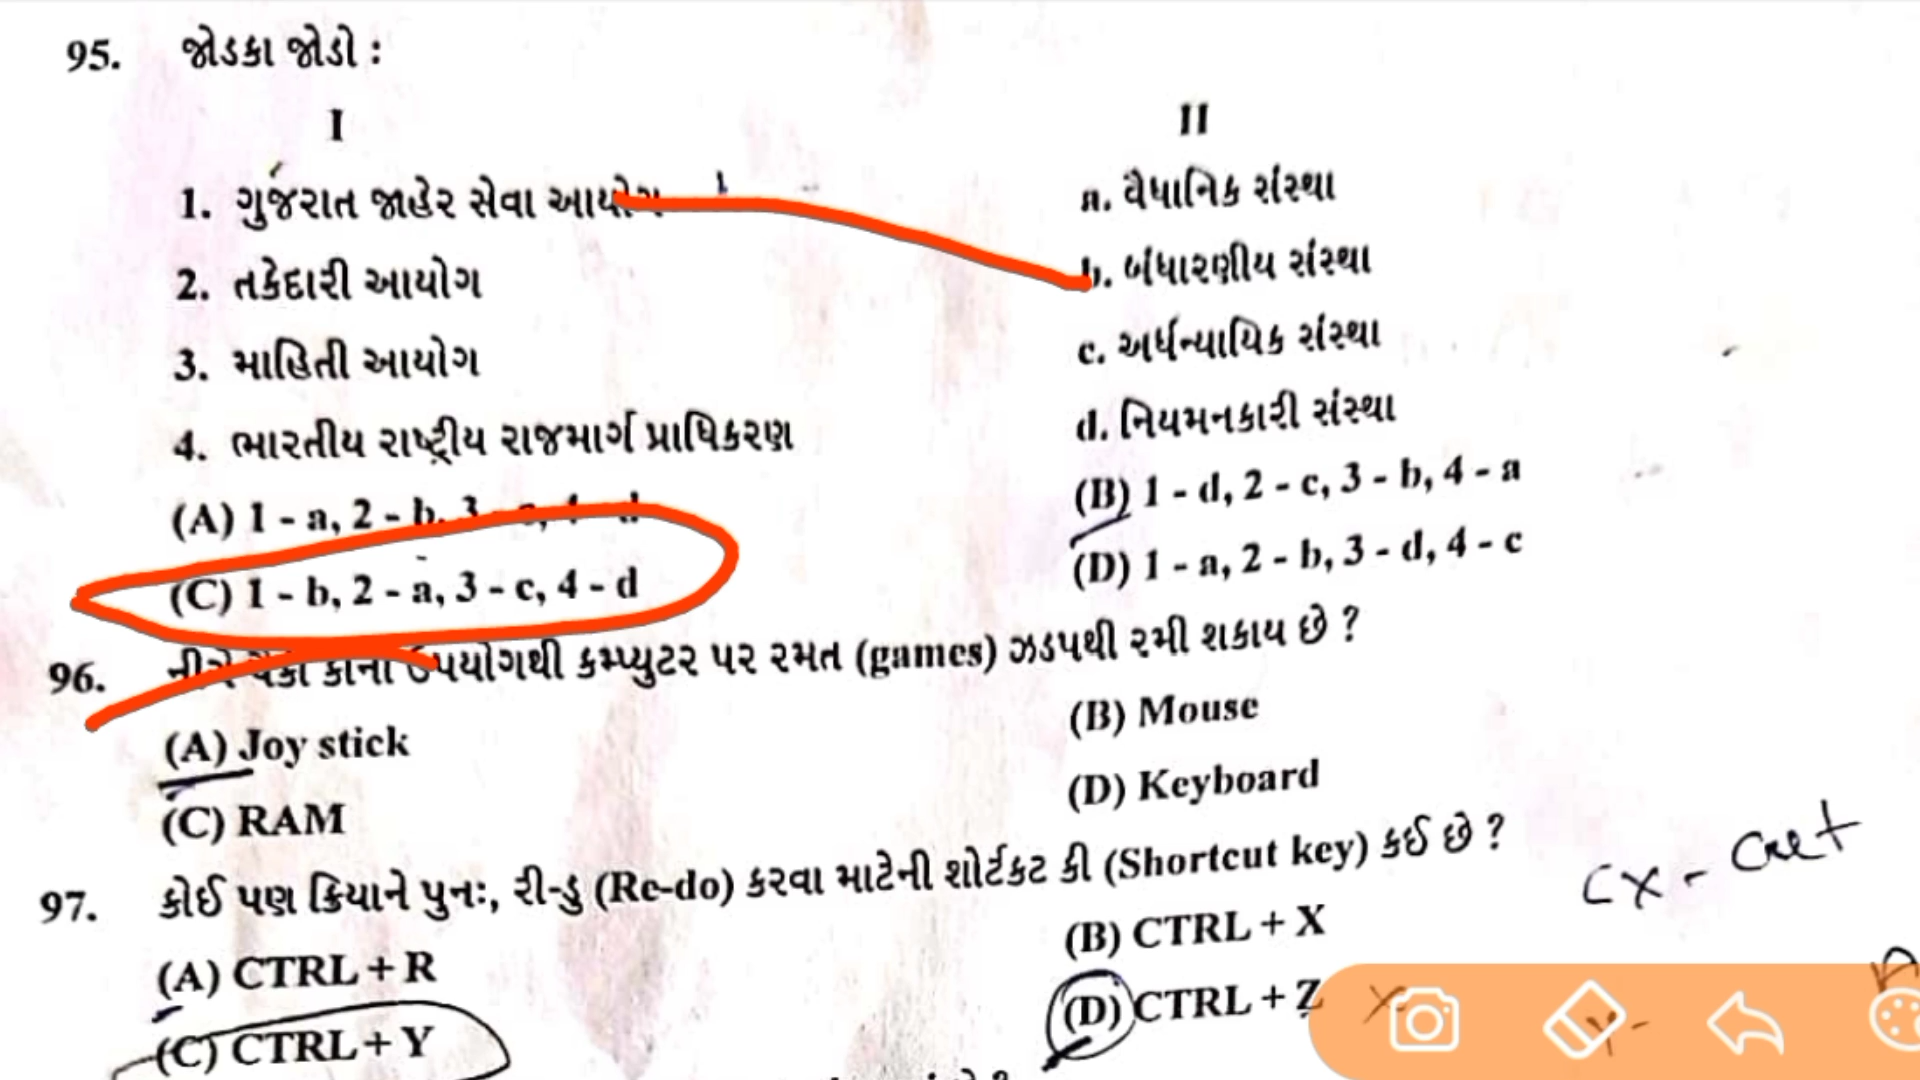 95. જોડકા જોડો :
I II
1. ગુજરાત જાહેર સેવા આયોગ a. વૈધાનિક સંસ્થા
2. તકેદારી આયોગ b. બંધારણીય સંસ્થા
3. માહિતી આયોગ c. અર્ધન્યાયિક સંસ્થા
4. ભારતીય રાષ્ટ્રીય રાજમાર્ગ પ્રાધિકરણ d. નિયમનકારી સંસ્થા
(A) 1 - a, 2 - b, 3 - c, 4 - d (B) 1 - d, 2 - c, 3 - b, 4 - a
(C) 1 - b, 2 - a, 3 - c, 4 - d (D) 1 - a, 2 - b, 3 - d, 4 - c
96. નીચે પૈકી કોના ઉપયોગથી કમ્પ્યુટર પર રમત (games) ઝડપથી રમી શકાય છે ?
(A) Joy stick (B) Mouse
(C) RAM (D) Keyboard
97. કોઈ પણ ક્રિયાને પુનઃ, રી-ડુ (Re-do) કરવા માટેની શોર્ટકટ કી (Shortcut key) કઈ છે ?
CX -
(A) CTRL + R (B) CTRL + X
(C) CTRL + Y (D) CTRL + Z